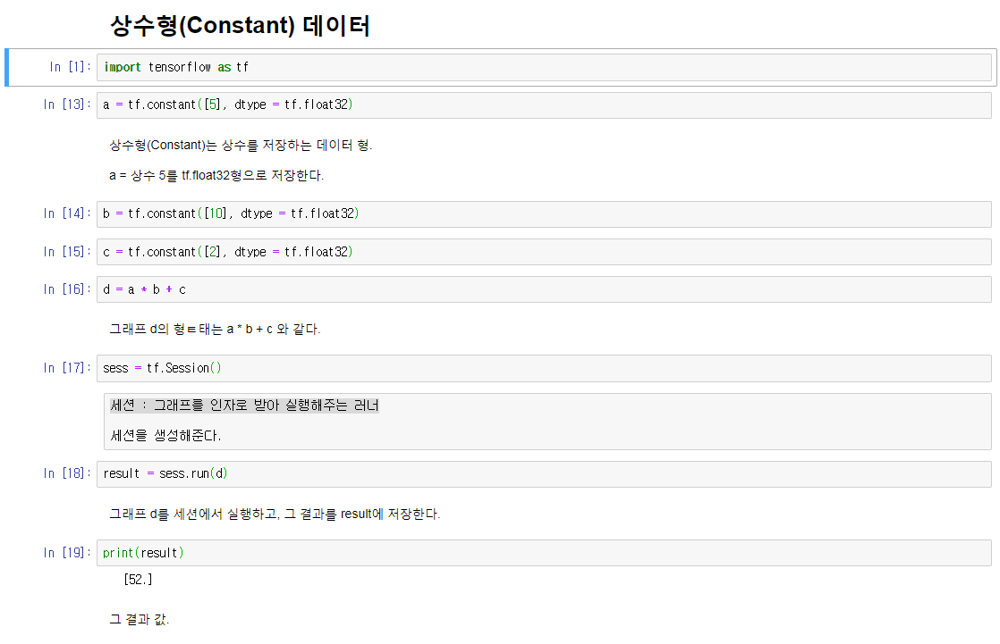 상수형(Constant) 데이터
In [1]: import tensorflow as tf
In [13]: a = tf.constant([5], dtype = tf.float32)
상수형(Constant)는 상수를 저장하는 데이터 형.
a = 상수 5를 tf.float32형으로 저장한다.
In [14]: b = tf.constant([10], dtype = tf.float32)
In [15]: c = tf.constant([2], dtype = tf.float32)
In [16]: d = a * b + c
그래프 d의 형ㅌ태는 a * b + c 와 같다.
In [17]: sess = tf.Session()
세션 : 그래프를 인자로 받아 실행해주는 러너
세션을 생성해준다.
In [18]: result = sess.run(d)
그래프 d를 세션에서 실행하고, 그 결과를 result에 저장한다.
In [19]: print(result)
[52.]
그 결과 값.